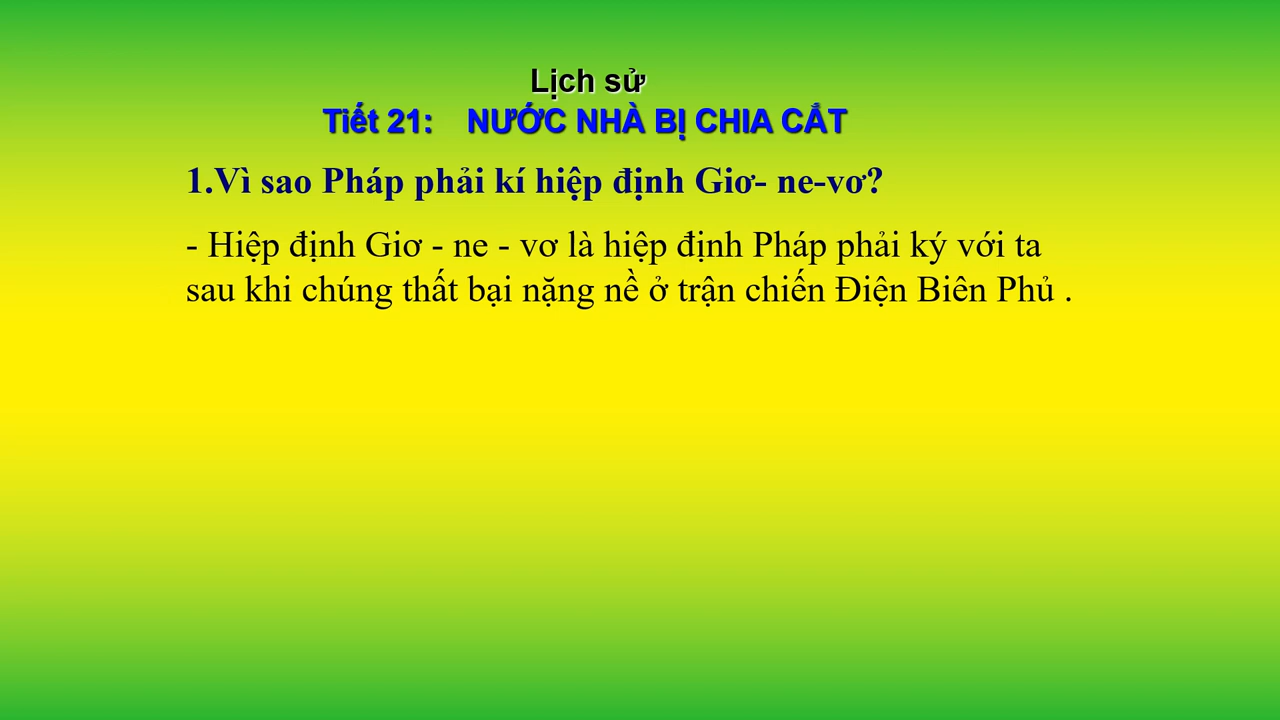 Lịch sử
Tiết 21: NƯỚC NHÀ BỊ CHIA CẮT
1.Vì sao Pháp phải kí hiệp định Giơ- ne-vơ?
- Hiệp định Giơ - ne - vơ là hiệp định Pháp phải ký với ta
sau khi chúng thất bại nặng nề ở trận chiến Điện Biên Phủ .